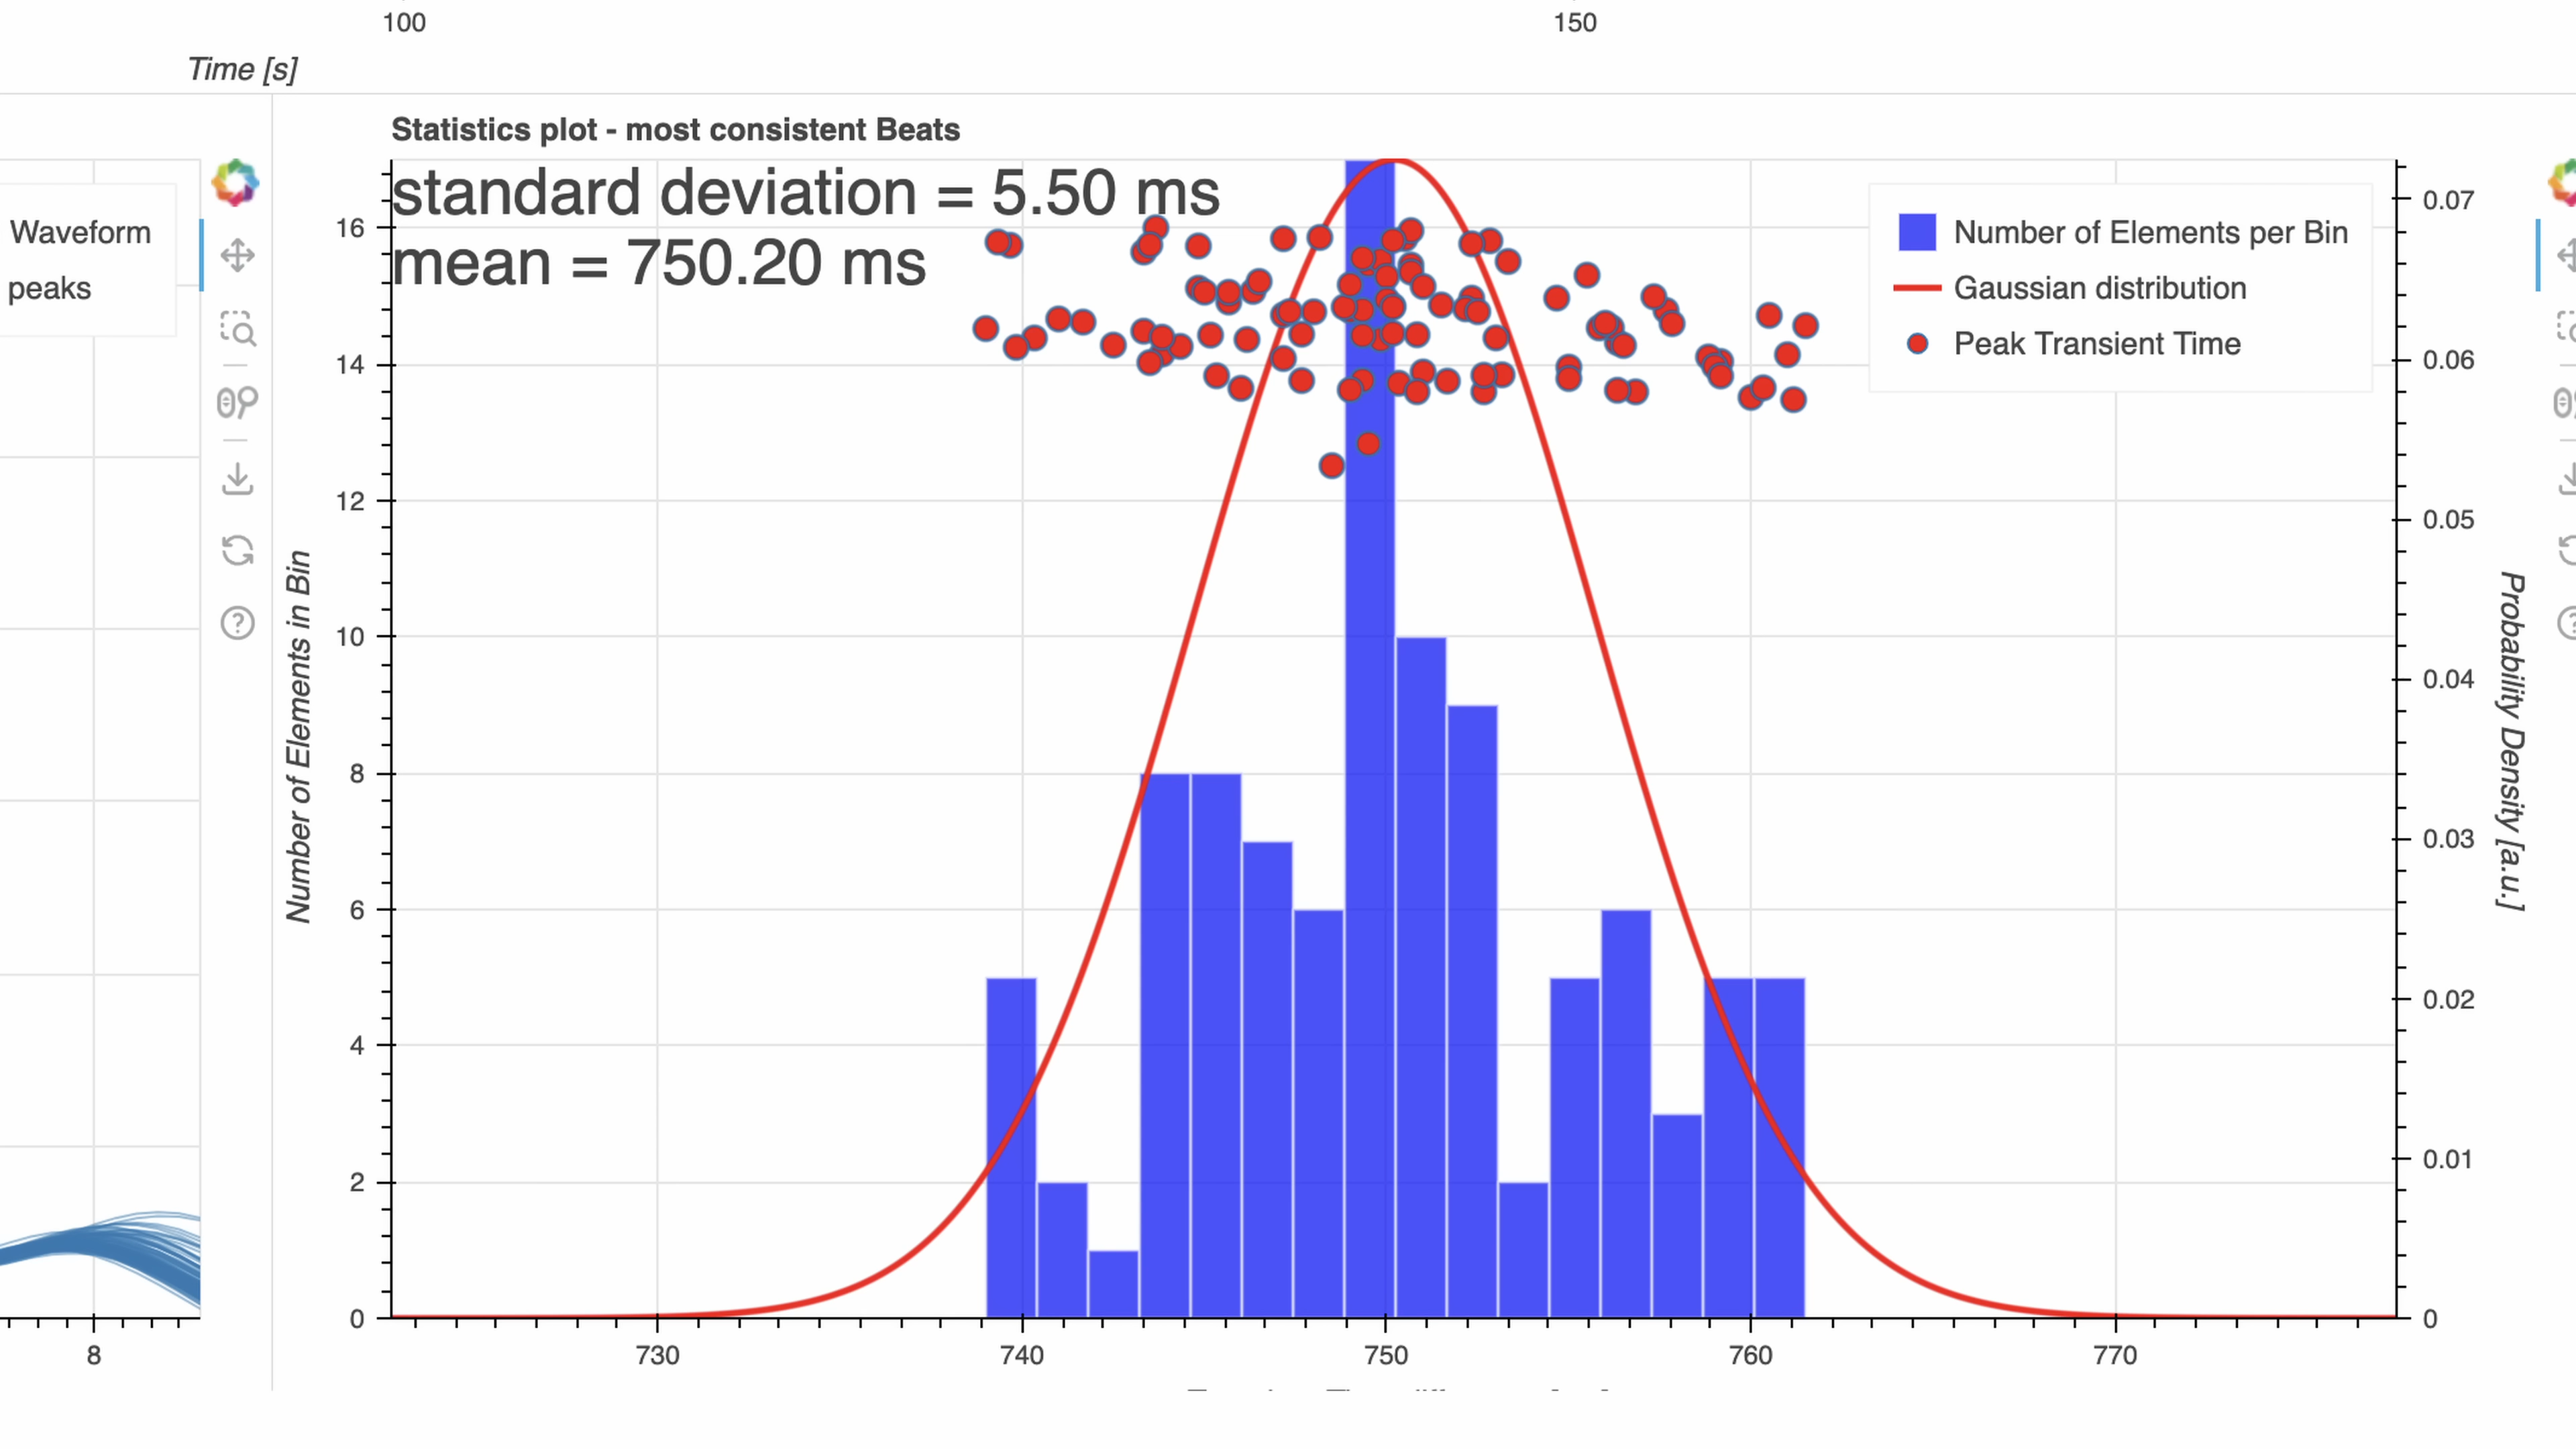 100
150
Time [s]
Statistics plot - most consistent Beats
standard deviation = 5.50 ms
mean = 750.20 ms
Waveform
peaks
Number of Elements per Bin
Gaussian distribution
Peak Transient Time
16
14
12
10
8
6
4
2
0
Number of Elements in Bin
0.07
0.06
0.05
0.04
0.03
0.02
0.01
0
Probability Density [a.u.]
8
730
740
750
760
770